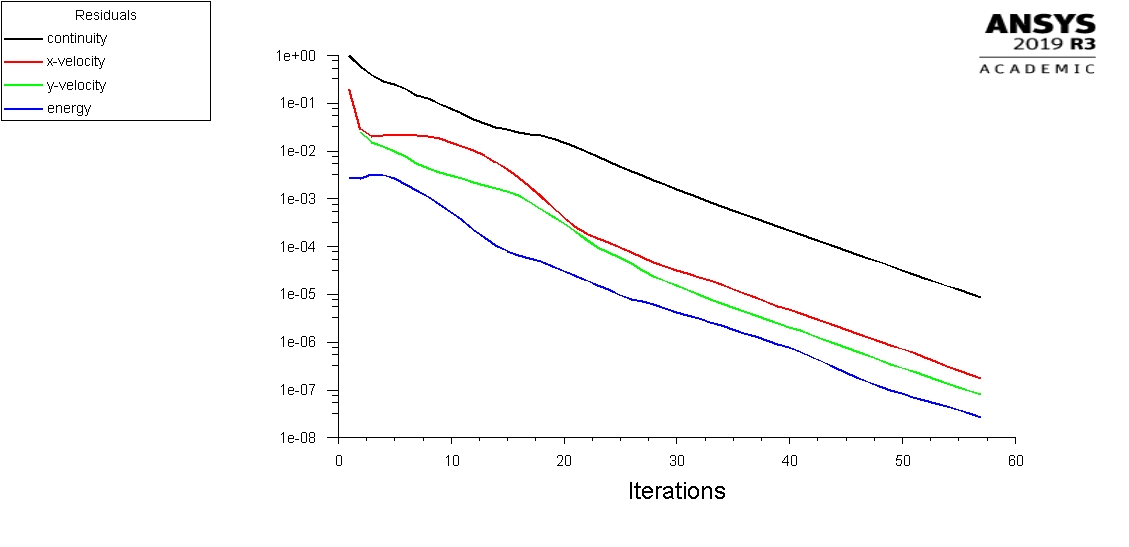 Residuals
continuity
x-velocity
y-velocity
energy
ANSYS
2019 R3
ACADEMIC
1e+00
1e-01
1e-02
1e-03
1e-04
1e-05
1e-06
1e-07
1e-08
0 10 20 30 40 50 60
Iterations